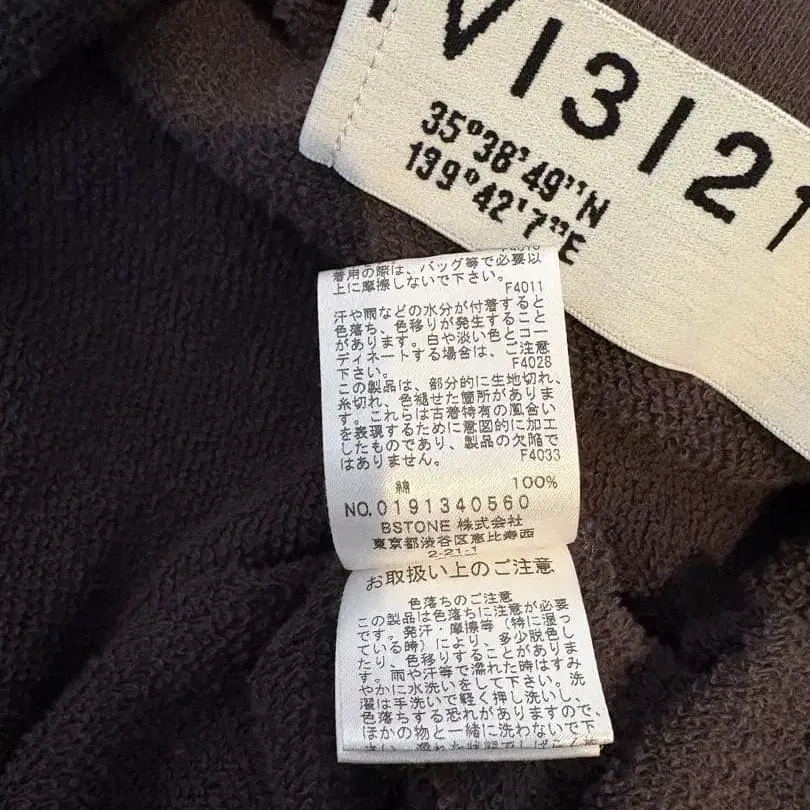 VI3I21
35°38'49"N
139°42'7"E
着用の際は、バッグ等で必要以
上に摩擦しないで下さい。
F4011
汗や雨などの水分が付着すると
色落ち、色移りが発生すること
があります。白や淡い色とコー
ディネートする場合は、ご注意
下さい。
F4028
この製品は、部分的に生地切れ、
糸切れ、色褪せた箇所がありま
す。これらは古着特有の風合い
を表現するために意図的に加工
したものであり、製品の欠陥で
はありません。
F4033
綿 100%
NO.0191340560
BSTONE 株式会社
東京都渋谷区恵比寿西
2-21-1
お取扱い上のご注意
色落ちのご注意
この製品は色落ちに注意が必要
です。発汗・摩擦等（特に湿っ
ている時）により、多少脱色し
たり、色移りすることがありま
す。雨や汗等で濡れた時はすみ
やかに水洗いをして下さい。洗
濯は手洗いで軽く押し洗いし、
色落ちする恐れがありますので、
ほかの物と一緒に洗わないで下